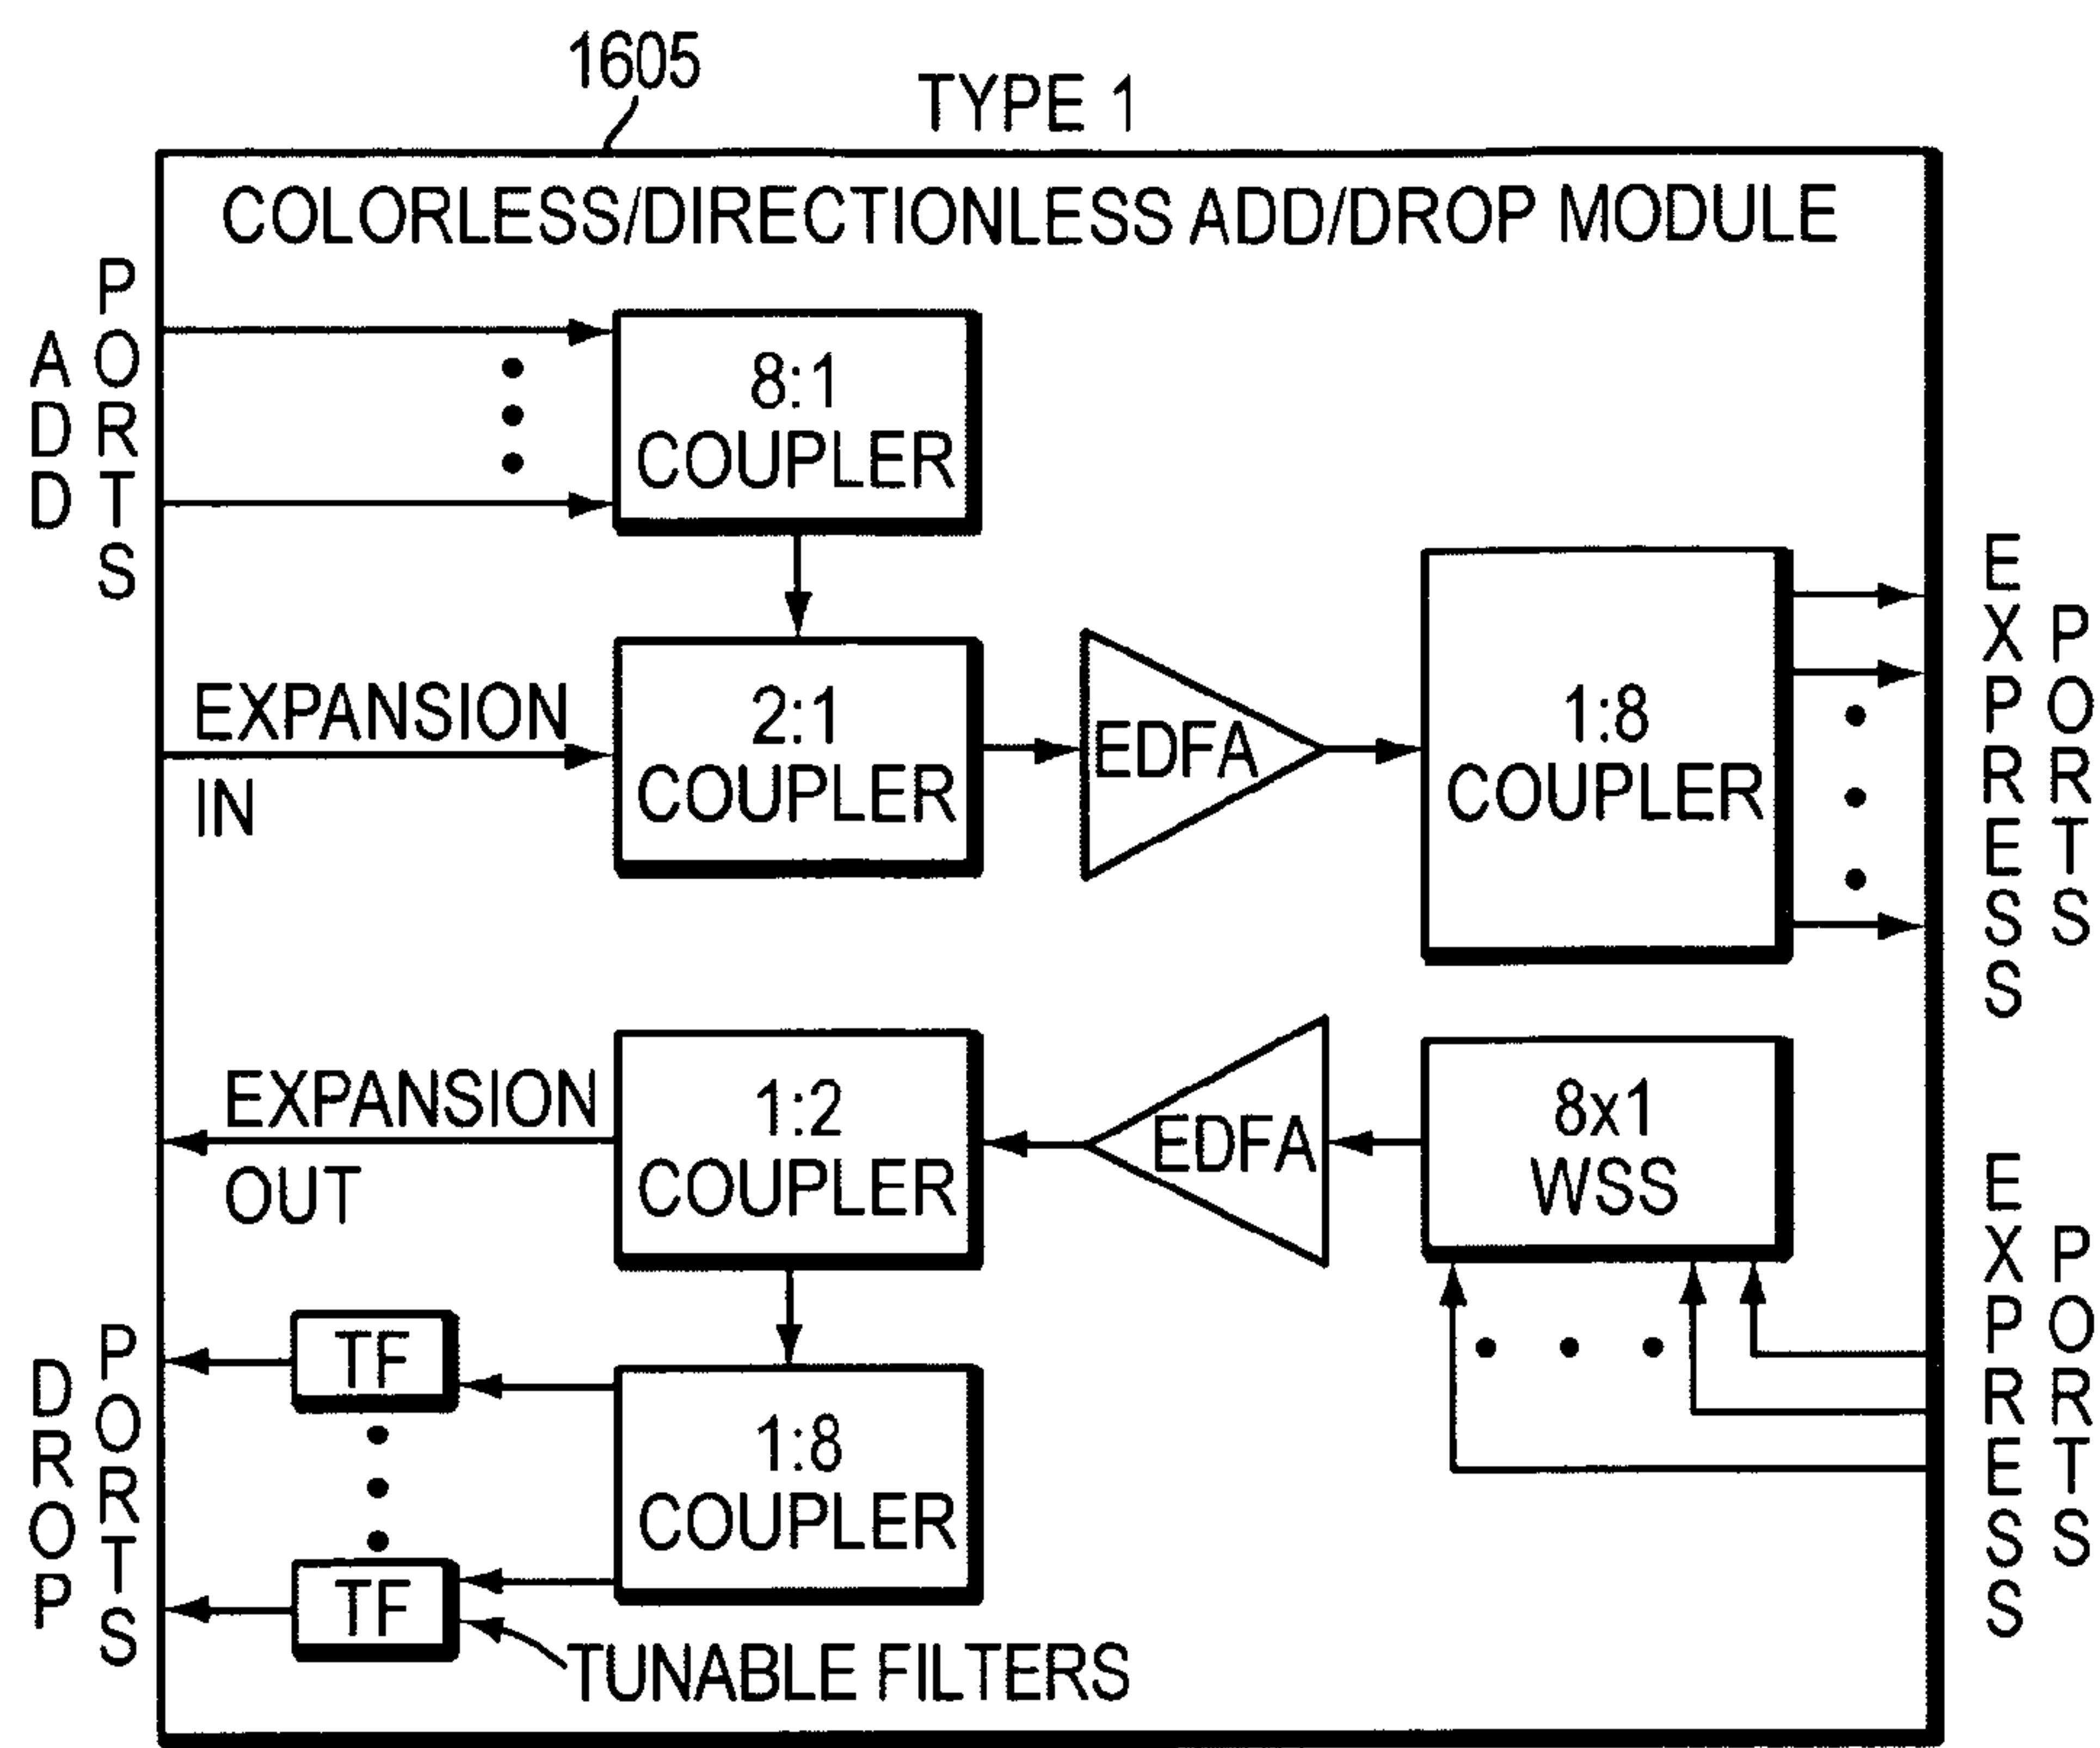 1605
TYPE 1
COLORLESS/DIRECTIONLESS ADD/DROP MODULE
ADD
PORTS
8:1
COUPLER
EXPANSION
IN
2:1
COUPLER
EDFA
1:8
COUPLER
EXPRESS
PORTS
EXPANSION
OUT
1:2
COUPLER
EDFA
8x1
WSS
EXPRESS
PORTS
DROP
PORTS
TF
1:8
COUPLER
TF
TUNABLE FILTERS